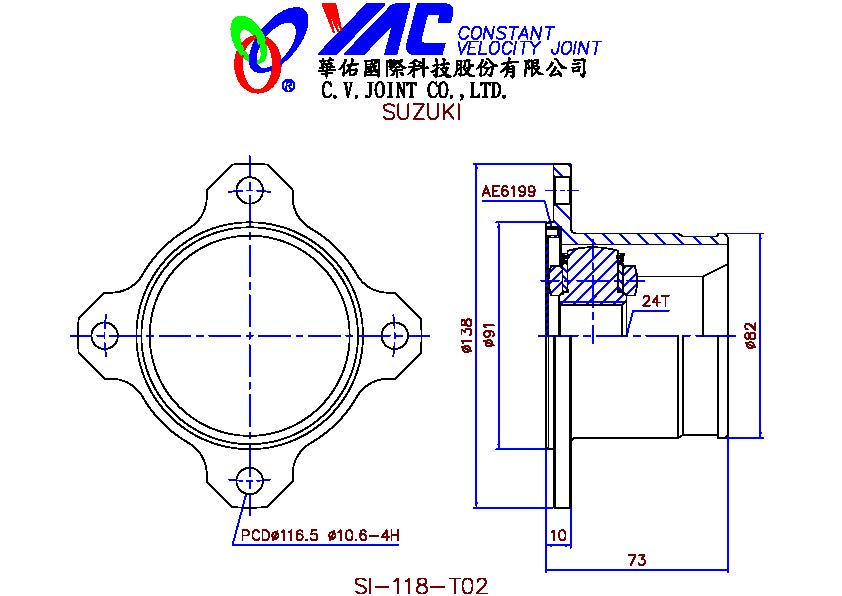 YAC CONSTANT
VELOCITY JOINT
華佑國際科技股份有限公司
®
C.V.JOINT CO.,LTD.
SUZUKI
AE6199
24T
ø138
ø91
ø82
PCDø116.5 ø10.6-4H
10
73
SI-118-T02